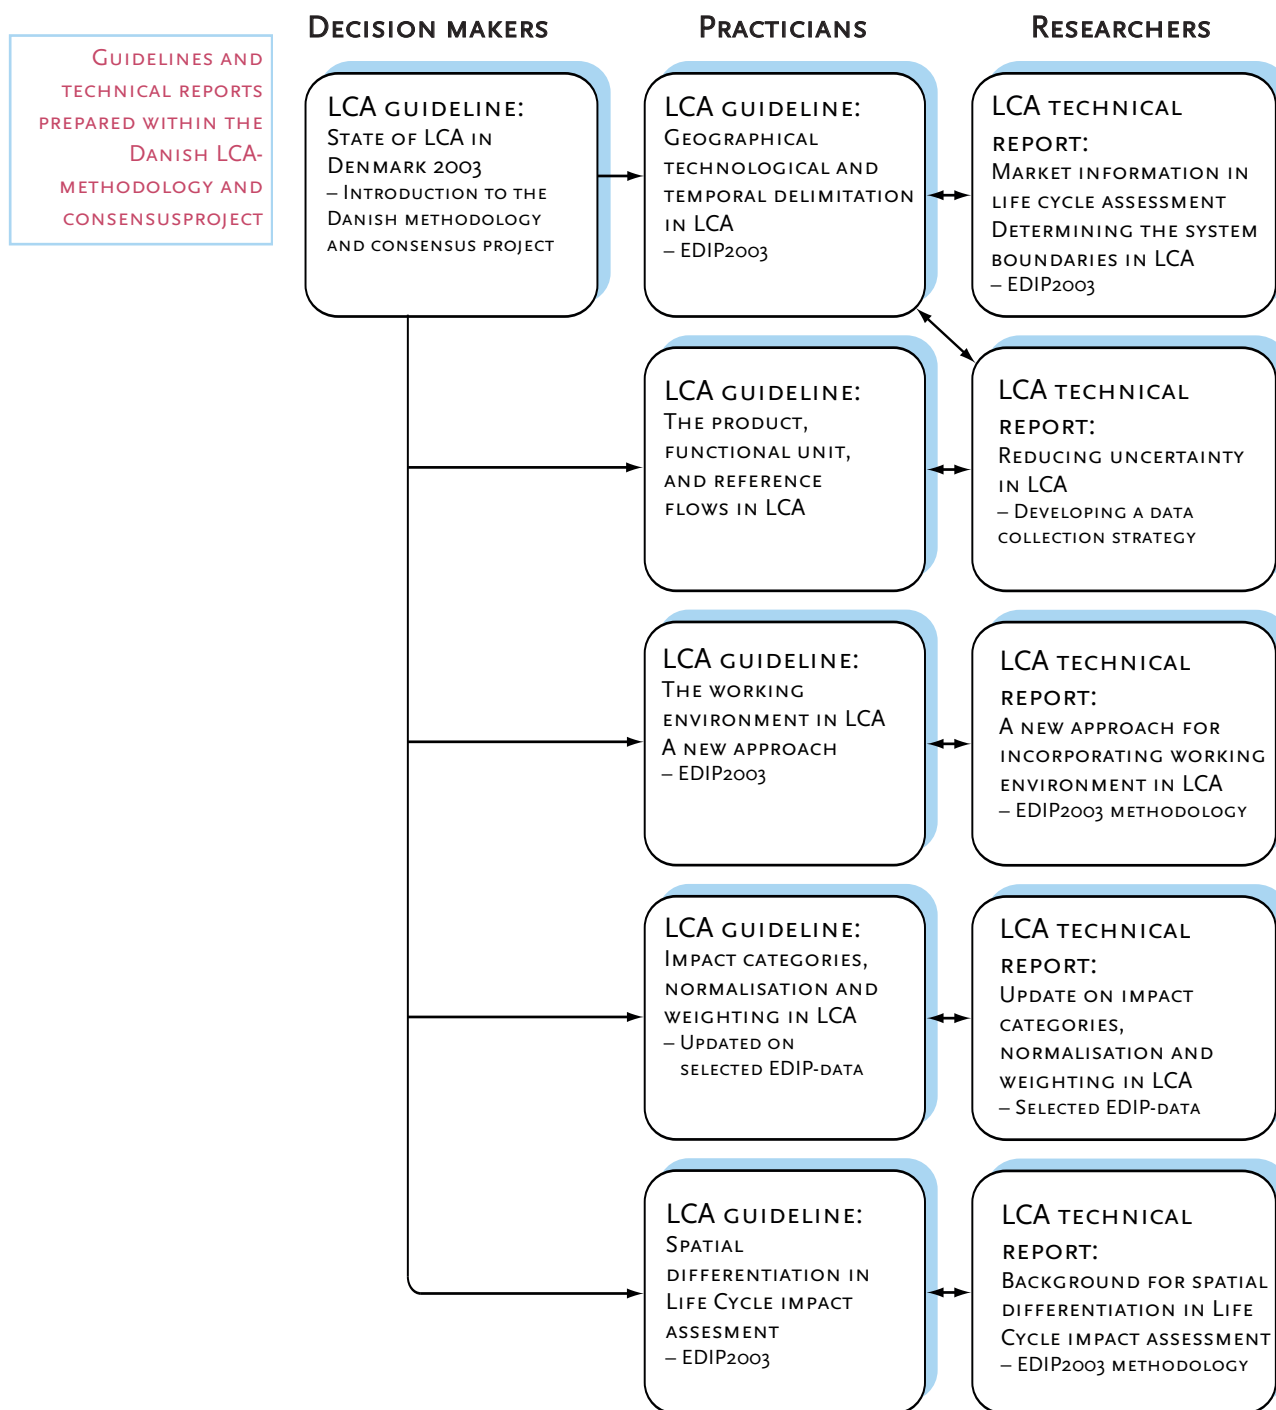 Guidelines and
technical reports
prepared within the
Danish LCA-
methodology and
consensusproject
Decision makers
Practicians
Researchers
LCA guideline:
State of LCA in
Denmark 2003
– Introduction to the
Danish methodology
and consensus project
LCA guideline:
Geographical
technological and
temporal delimitation
in LCA
– EDIP2003
LCA technical
report:
Market information in
life cycle assessment
Determining the system
boundaries in LCA
– EDIP2003
LCA guideline:
The product,
functional unit,
and reference
flows in LCA
LCA technical
report:
Reducing uncertainty
in LCA
– Developing a data
collection strategy
LCA guideline:
The working
environment in LCA
A new approach
– EDIP2003
LCA technical
report:
A new approach for
incorporating working
environment in LCA
– EDIP2003 methodology
LCA guideline:
Impact categories,
normalisation and
weighting in LCA
– Updated on
selected EDIP-data
LCA technical
report:
Update on impact
categories,
normalisation and
weighting in LCA
– Selected EDIP-data
LCA guideline:
Spatial
differentiation in
Life Cycle impact
assesment
– EDIP2003
LCA technical
report:
Background for spatial
differentiation in Life
Cycle impact assessment
– EDIP2003 methodology